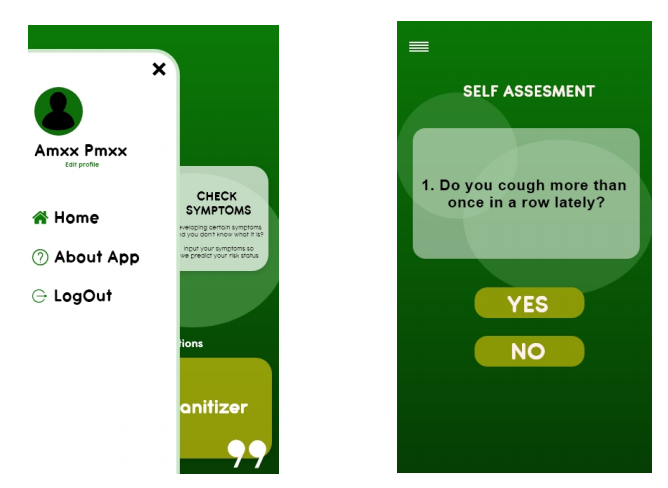 Amxx Pmxx
Edit profile
Home
About App
LogOut
CHECK
SYMPTOMS
eveloping certain symptoms
nd you don't know what it is?
Input your symptoms so
we predict your risk status
tions
anitizer
”
SELF ASSESMENT
1. Do you cough more than
once in a row lately?
YES
NO